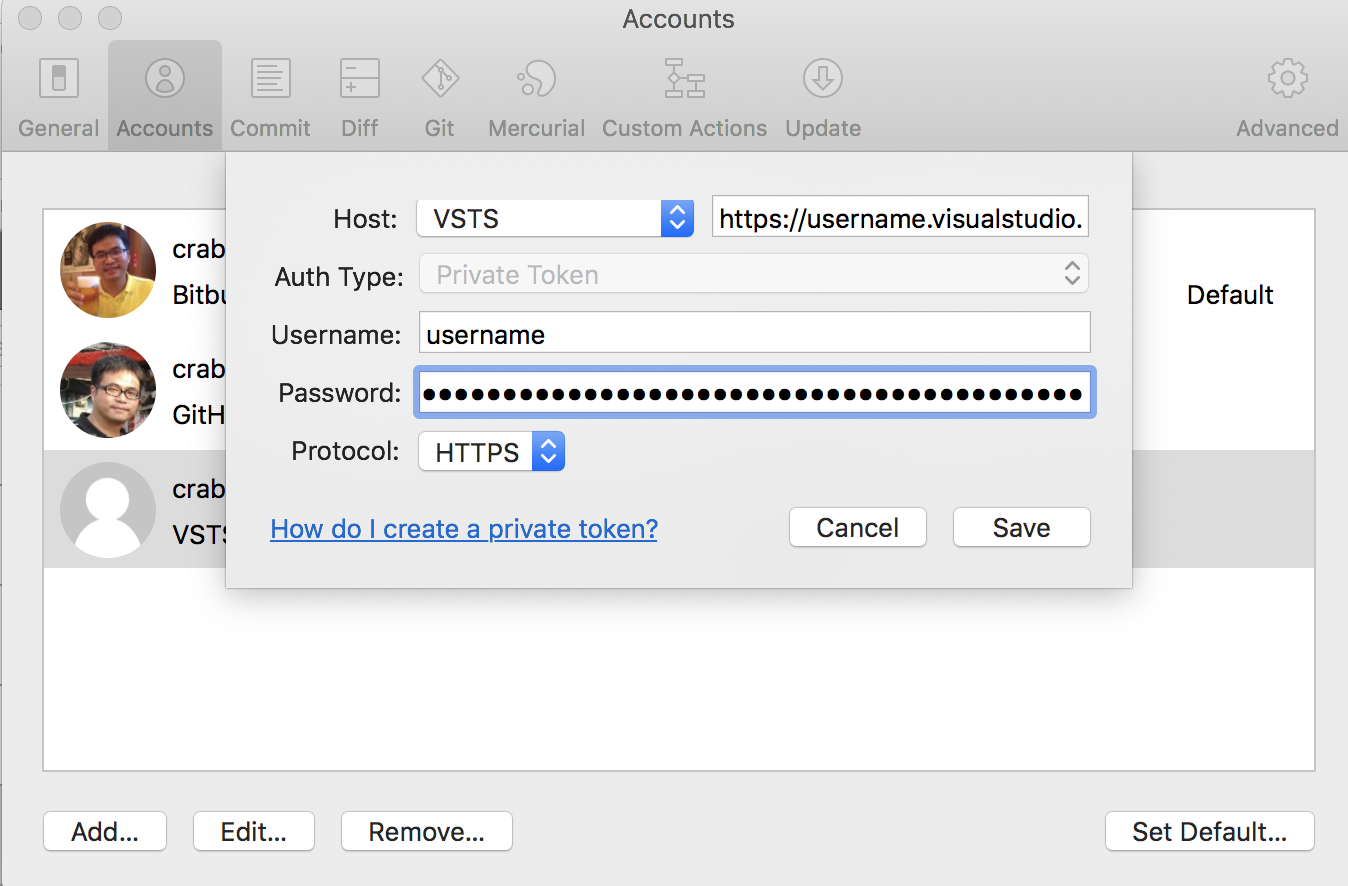 Accounts
General Accounts Commit Diff Git Mercurial Custom Actions Update Advanced
Host: VSTS https://username.visualstudio.
Auth Type: Private Token
Username: username
Password: ●●●●●●●●●●●●●●●●●●●●●●●●●●●●●●●●●●●●●●●●●
Protocol: HTTPS
How do I create a private token? Cancel Save
crab
Bitbu
Default
crab
GitH
crab
VSTS
Add... Edit... Remove... Set Default...